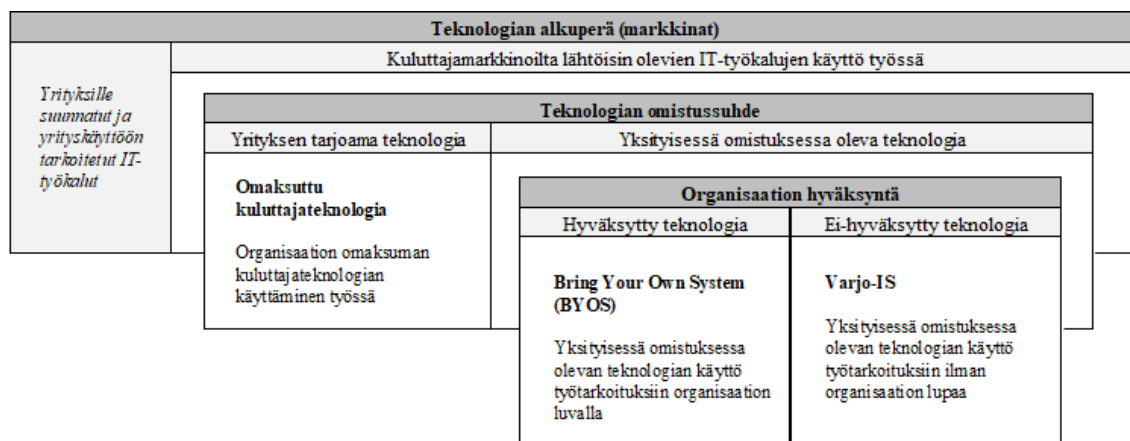 Teknologian alkuperä (markkinat)
Kuluttajamarkkinoilta lähtöisin olevien IT-työkalujen käyttö työssä
Yrityksille
suunnatut ja
yrityskäyttöön
tarkoitetut IT-
työkalut
Teknologian omistussuhde
Yrityksen tarjoama teknologia
Yksityisessä omistuksessa oleva teknologia
Omaksuttu
kuluttajateknologia
Organisaation omaksuman
kuluttajateknologian
käyttäminen työssä
Organisaation hyväksyntä
Hyväksytty teknologia
Ei-hyväksytty teknologia
Bring Your Own System
(BYOS)
Yksityisessä omistuksessa
olevan teknologian käyttö
työtarkoituksiin organisaation
luvalla
Varjo-IS
Yksityisessä omistuksessa
olevan teknologian käyttö
työtarkoituksiin ilman
organisaation lupaa